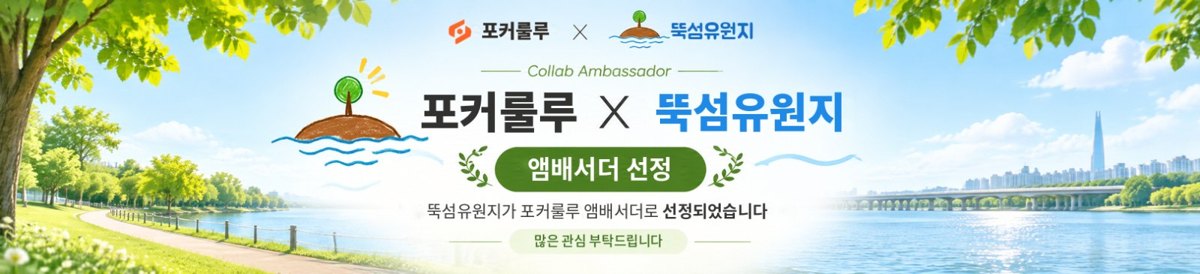 포커룰루 × 뚝섬유원지
Collab Ambassador
포커룰루 X 뚝섬유원지
앰배서더 선정
뚝섬유원지가 포커룰루 앰배서더로 선정되었습니다
많은 관심 부탁드립니다